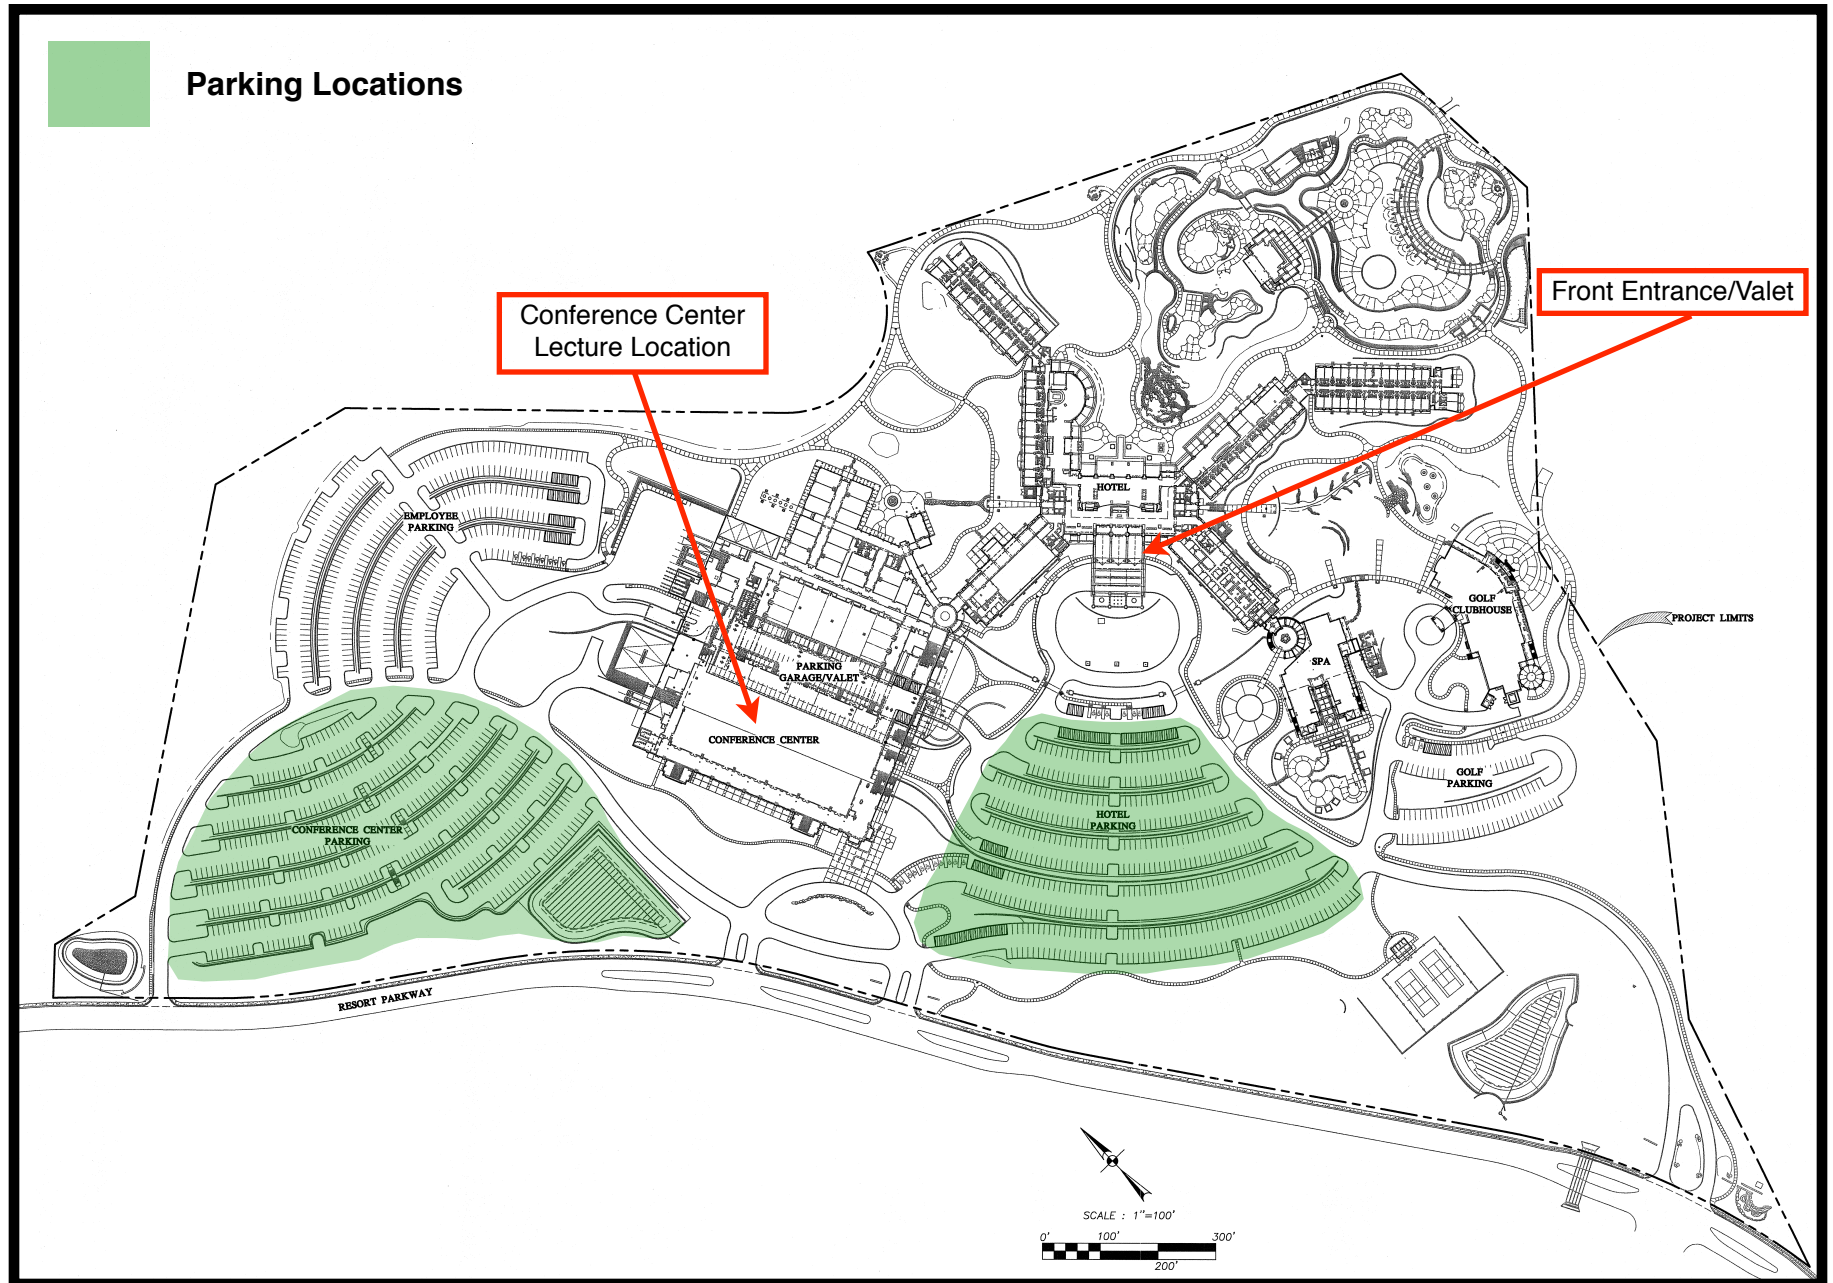 Parking Locations
Conference Center
Lecture Location
Front Entrance/Valet
HOTEL
EMPLOYEE
PARKING
GOLF
CLUBHOUSE
PROJECT LIMITS
SPA
PARKING
GARAGE/VALET
CONFERENCE CENTER
GOLF
PARKING
HOTEL
PARKING
CONFERENCE CENTER
PARKING
RESORT PARKWAY
SCALE : 1"=100'
0' 100' 300'
200'